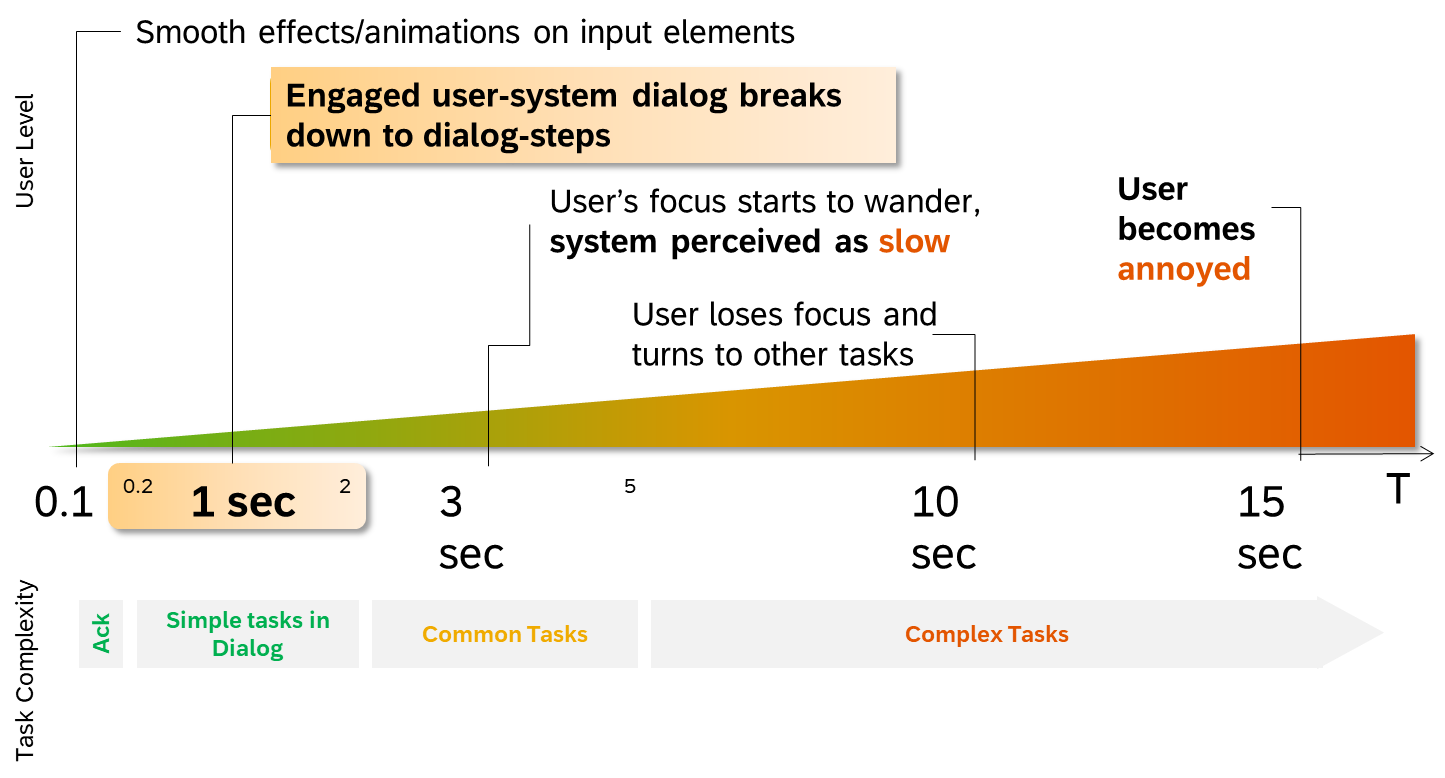 Smooth effects/animations on input elements
User Level
Engaged user-system dialog breaks
down to dialog-steps
User’s focus starts to wander,
system perceived as slow
User
becomes
annoyed
User loses focus and
turns to other tasks
0.1
0.2
1 sec
2
3
sec
5
10
sec
15
sec
T
Task Complexity
Ack
Simple tasks in
Dialog
Common Tasks
Complex Tasks